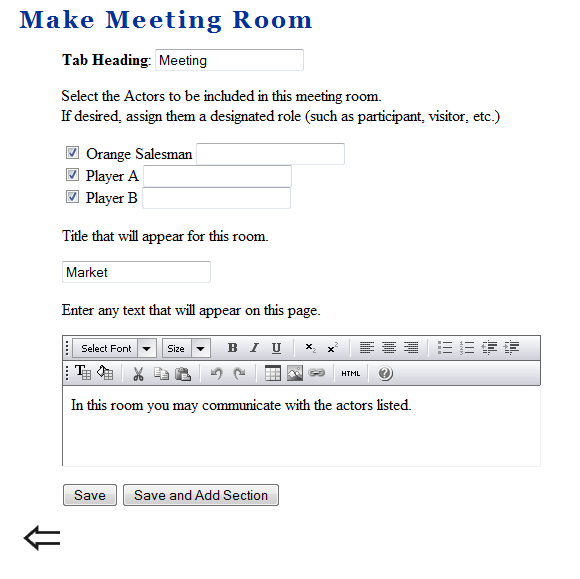 Make Meeting Room
Tab Heading: Meeting
Select the Actors to be included in this meeting room.
If desired, assign them a designated role (such as participant, visitor, etc.)
Orange Salesman
Player A
Player B
Title that will appear for this room.
Market
Enter any text that will appear on this page.
Select Font Size B I U x₂ x²
T HTML ?
In this room you may communicate with the actors listed.
Save Save and Add Section